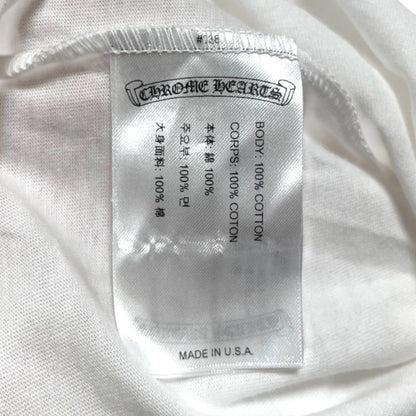 #136
CHROME HEARTS
BODY: 100% COTTON
CORPS: 100% COTON
本体: 綿 100%
주요부: 100% 면
大身面料: 100% 棉
MADE IN U.S.A.